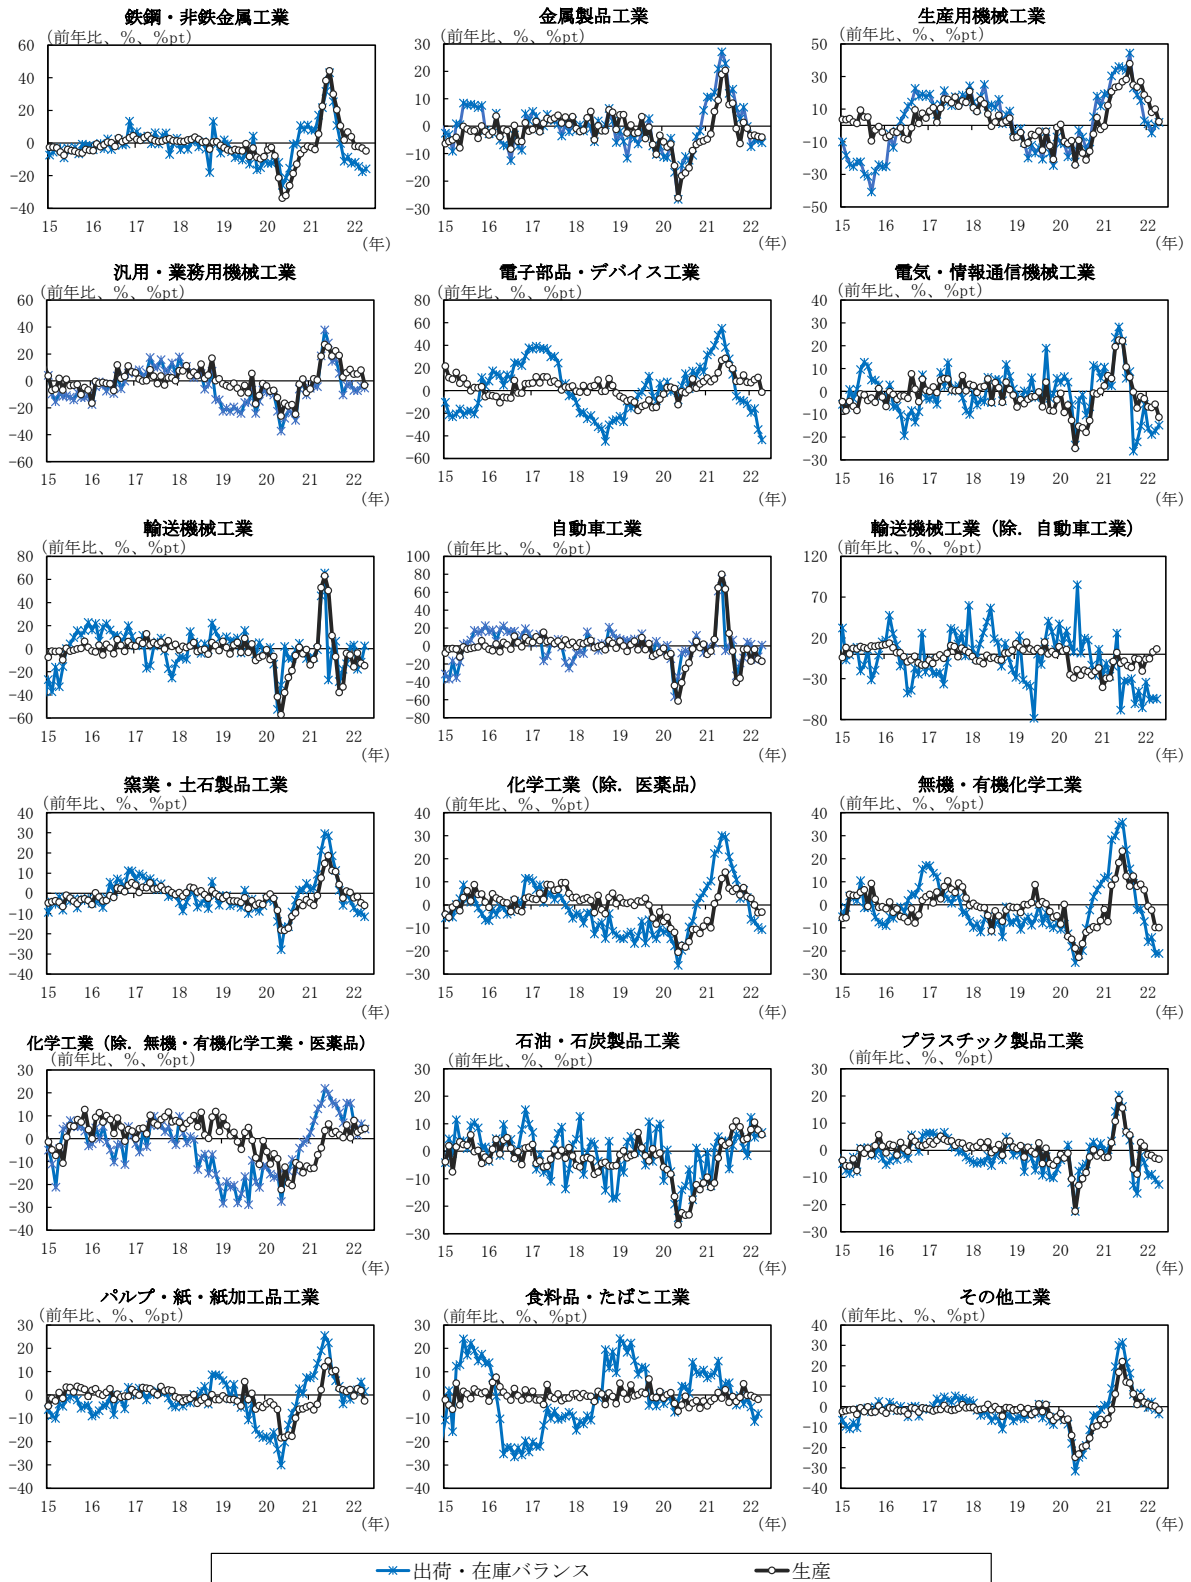 鉄鋼・非鉄金属工業
(前年比、%、%pt)
60
40
20
0
−20
−40
15 16 17 18 19 20 21 22
(年)
金属製品工業
(前年比、%、%pt)
30
20
10
0
−10
−20
−30
15 16 17 18 19 20 21 22
(年)
生産用機械工業
(前年比、%、%pt)
50
30
10
−10
−30
−50
15 16 17 18 19 20 21 22
(年)
汎用・業務用機械工業
(前年比、%、%pt)
60
40
20
0
−20
−40
−60
15 16 17 18 19 20 21 22
(年)
電子部品・デバイス工業
(前年比、%、%pt)
80
60
40
20
0
−20
−40
−60
15 16 17 18 19 20 21 22
(年)
電気・情報通信機械工業
(前年比、%、%pt)
40
30
20
10
0
−10
−20
−30
15 16 17 18 19 20 21 22
(年)
輸送機械工業
(前年比、%、%pt)
80
60
40
20
0
−20
−40
−60
15 16 17 18 19 20 21 22
(年)
自動車工業
(前年比、%、%pt)
100
80
60
40
20
0
−20
−40
−60
−80
15 16 17 18 19 20 21 22
(年)
輸送機械工業（除．自動車工業）
(前年比、%、%pt)
120
70
20
−30
−80
15 16 17 18 19 20 21 22
(年)
窯業・土石製品工業
(前年比、%、%pt)
40
30
20
10
0
−10
−20
−30
−40
15 16 17 18 19 20 21 22
(年)
化学工業（除．医薬品）
(前年比、%、%pt)
40
30
20
10
0
−10
−20
−30
15 16 17 18 19 20 21 22
(年)
無機・有機化学工業
(前年比、%、%pt)
40
30
20
10
0
−10
−20
−30
15 16 17 18 19 20 21 22
(年)
化学工業（除．無機・有機化学工業・医薬品）
(前年比、%、%pt)
30
20
10
0
−10
−20
−30
−40
15 16 17 18 19 20 21 22
(年)
石油・石炭製品工業
(前年比、%、%pt)
30
20
10
0
−10
−20
−30
15 16 17 18 19 20 21 22
(年)
プラスチック製品工業
(前年比、%、%pt)
30
20
10
0
−10
−20
−30
15 16 17 18 19 20 21 22
(年)
パルプ・紙・紙加工品工業
(前年比、%、%pt)
30
20
10
0
−10
−20
−30
−40
15 16 17 18 19 20 21 22
(年)
食料品・たばこ工業
(前年比、%、%pt)
30
20
10
0
−10
−20
−30
−40
15 16 17 18 19 20 21 22
(年)
その他工業
(前年比、%、%pt)
40
30
20
10
0
−10
−20
−30
−40
15 16 17 18 19 20 21 22
(年)
出荷・在庫バランス 生産